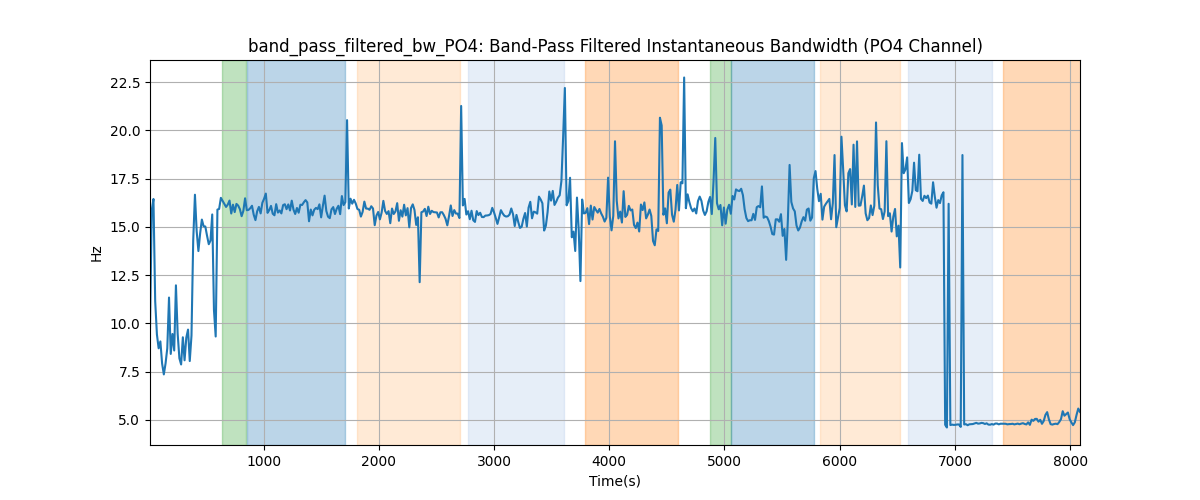 band_pass_filtered_bw_PO4: Band-Pass Filtered Instantaneous Bandwidth (PO4 Channel)
22.5
20.0
17.5
15.0
12.5
10.0
7.5
5.0
Hz
1000 2000 3000 4000 5000 6000 7000 8000
Time(s)